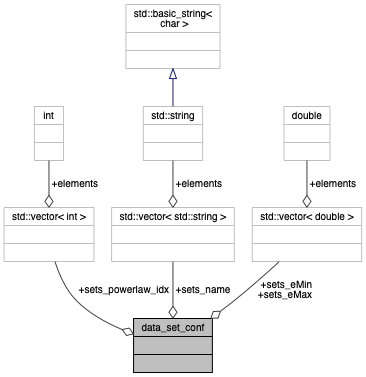 std::basic_string<
char >
int
std::string
double
+elements
+elements
+elements
std::vector< int >
std::vector< std::string >
std::vector< double >
+sets_powerlaw_idx
+sets_name
+sets_eMin
+sets_eMax
data_set_conf